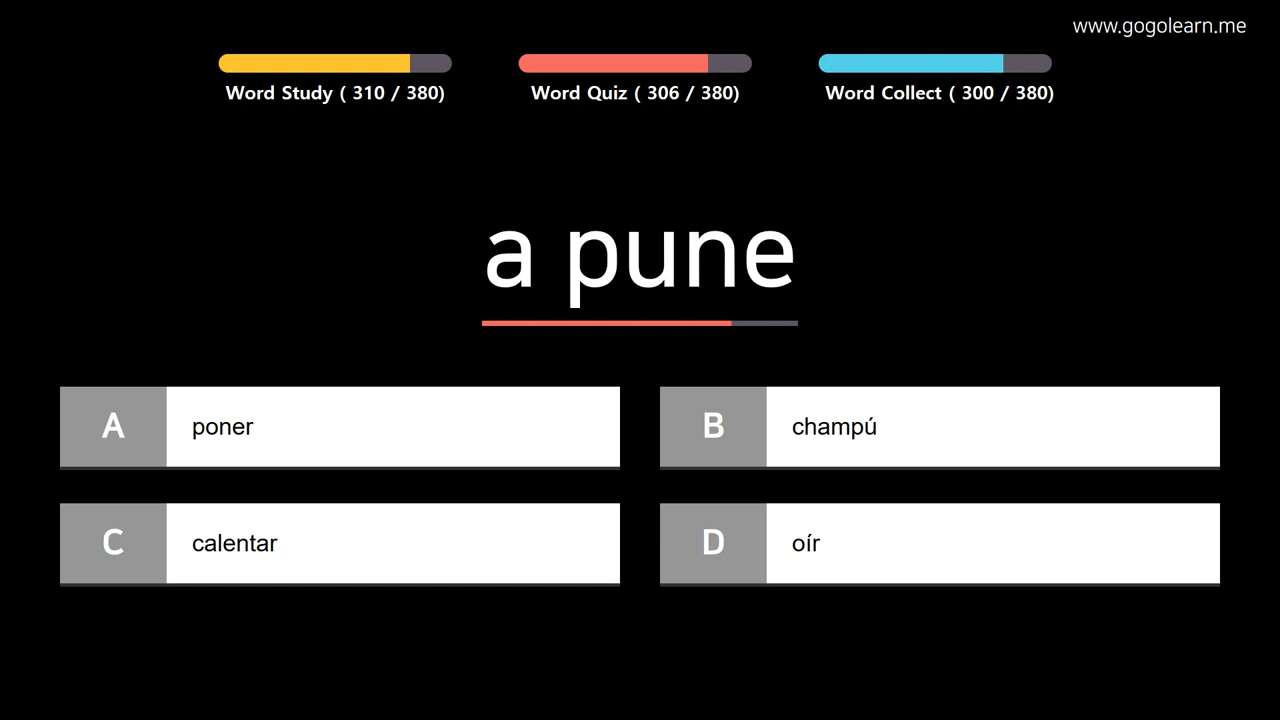 www.gogolearn.me
Word Study ( 310 / 380)
Word Quiz ( 306 / 380)
Word Collect ( 300 / 380)
a pune
A
poner
B
champú
C
calentar
D
oír